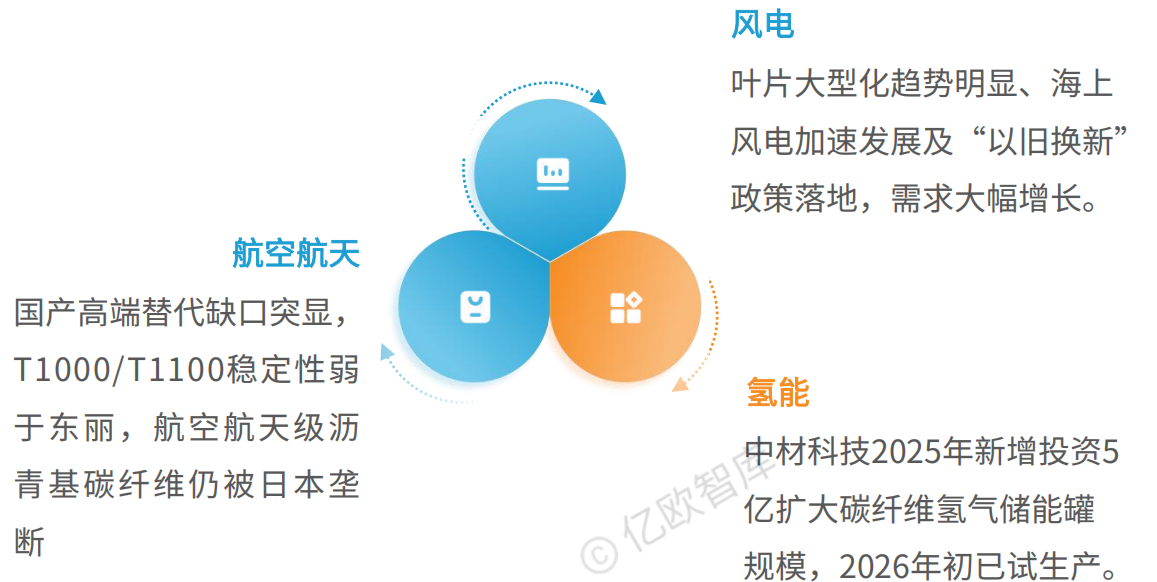 风电
叶片大型化趋势明显、海上
风电加速发展及“以旧换新”
政策落地，需求大幅增长。
航空航天
国产高端替代缺口突显，
T1000/T1100稳定性弱
于东丽，航空航天级沥
青基碳纤维仍被日本垄
断
氢能
中材科技2025年新增投资5
亿扩大碳纤维氢气储能罐
规模，2026年初已试生产。
© 亿欧智库